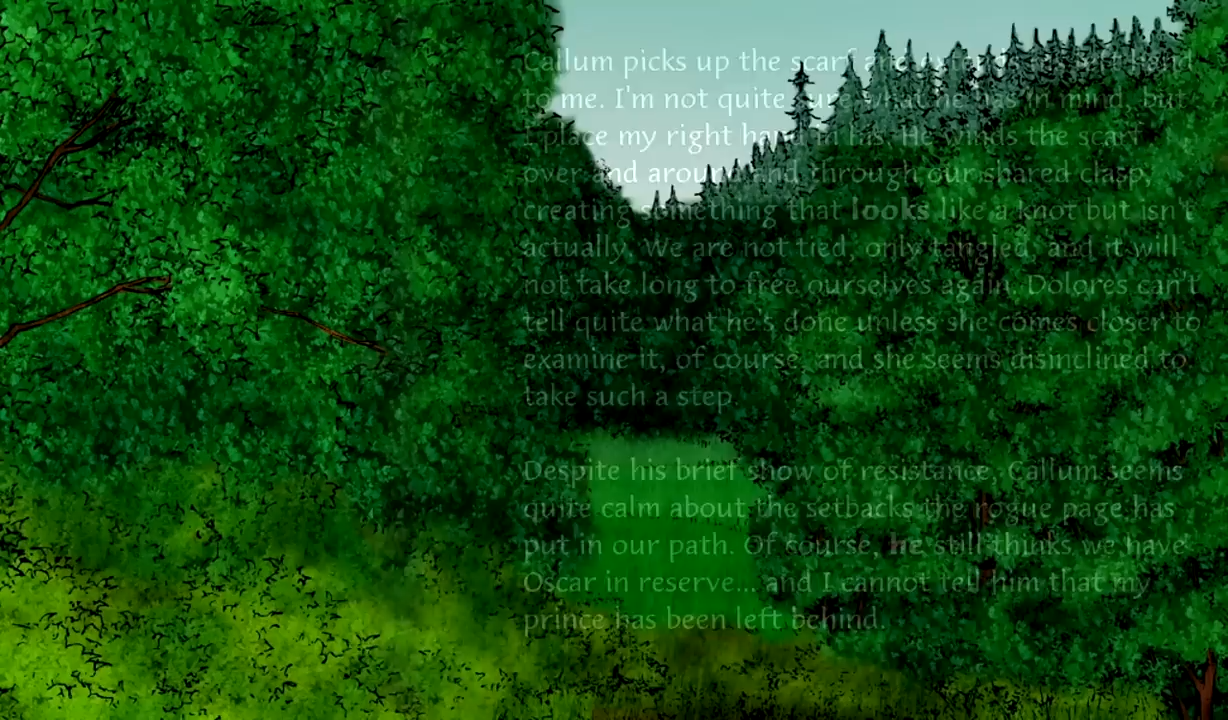 Callum picks up the scarf and extends his left hand
to me. I'm not quite sure what he has in mind, but
I place my right hand in his. He winds the scarf
over and around and through our shared clasp,
creating something that looks like a knot but isn't
actually. We are not tied, only tangled, and it will
not take long to free ourselves again. Dolores can't
tell quite what he's done unless she comes closer to
examine it, of course, and she seems disinclined to
take such a step.
Despite his brief show of resistance, Callum seems
quite calm about the setbacks the rogue page has
put in our path. Of course, he still thinks we have
Oscar in reserve... and I cannot tell him that my
prince has been left behind.